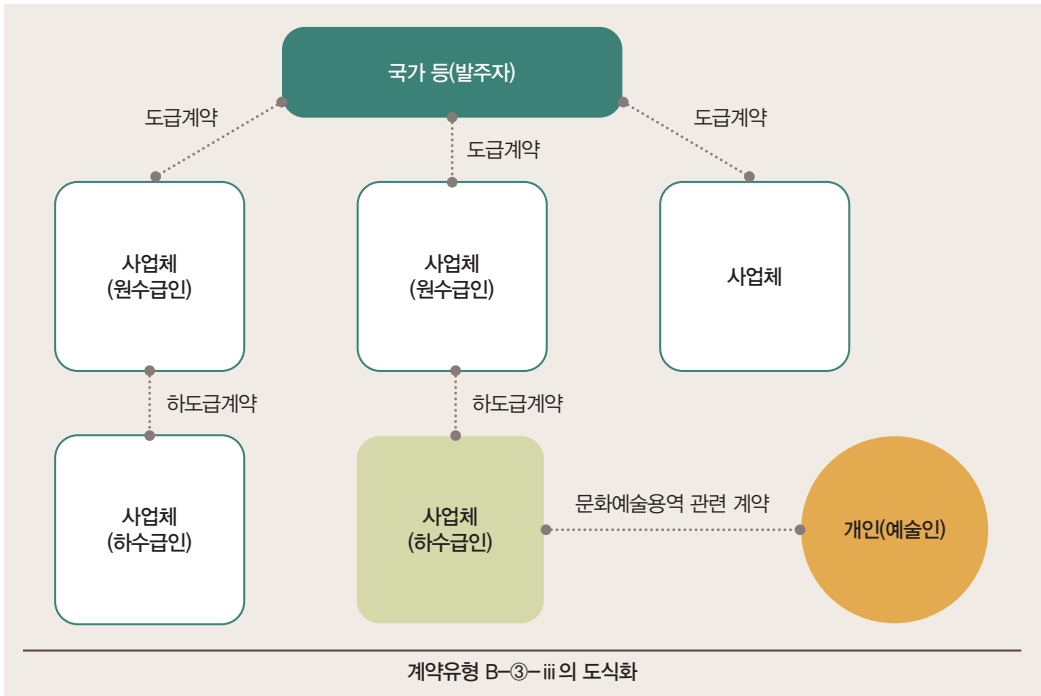 국가 등(발주자)
도급계약
도급계약
도급계약
사업체
(원수급인)
사업체
(원수급인)
사업체
하도급계약
하도급계약
사업체
(하수급인)
사업체
(하수급인)
문화예술용역 관련 계약
개인(예술인)
계약유형 B-③-ⅲ의 도식화